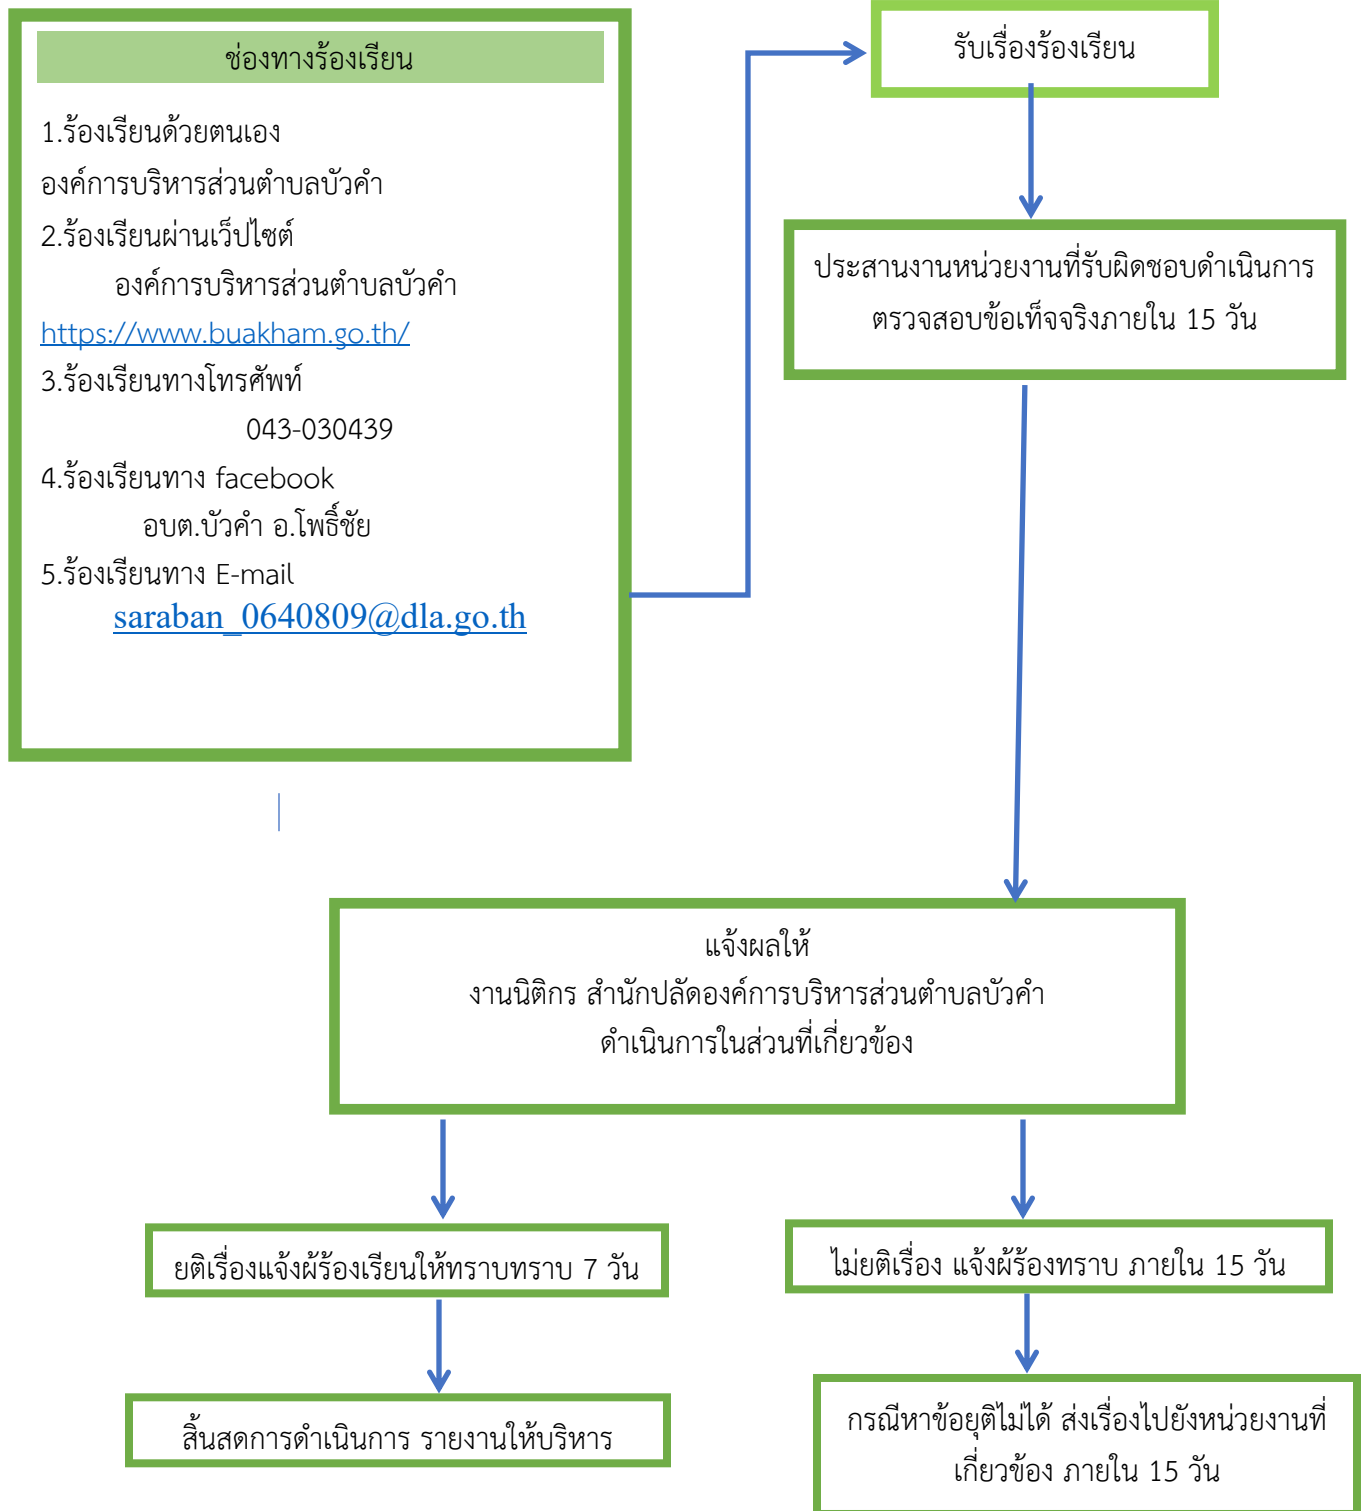 ช่องทางร้องเรียน
1.ร้องเรียนด้วยตนเอง
องค์การบริหารส่วนตำบลบัวคำ
2.ร้องเรียนผ่านเว็ปไซต์
องค์การบริหารส่วนตำบลบัวคำ
https://www.buakham.go.th/
3.ร้องเรียนทางโทรศัพท์
043-030439
4.ร้องเรียนทาง facebook
อบต.บัวคำ อ.โพธิ์ชัย
5.ร้องเรียนทาง E-mail
saraban_0640809@dla.go.th
รับเรื่องร้องเรียน
ประสานงานหน่วยงานที่รับผิดชอบดำเนินการ
ตรวจสอบข้อเท็จจริงภายใน 15 วัน
แจ้งผลให้
งานนิติกร สำนักปลัดองค์การบริหารส่วนตำบลบัวคำ
ดำเนินการในส่วนที่เกี่ยวข้อง
ยติเรื่องแจ้งผู้ร้องเรียนให้ทราบทราบ 7 วัน
ไม่ยติเรื่อง แจ้งผู้ร้องทราบ ภายใน 15 วัน
สิ้นสดการดำเนินการ รายงานให้บริหาร
กรณีหาข้อยุติไม่ได้ ส่งเรื่องไปยังหน่วยงานที่
เกี่ยวข้อง ภายใน 15 วัน